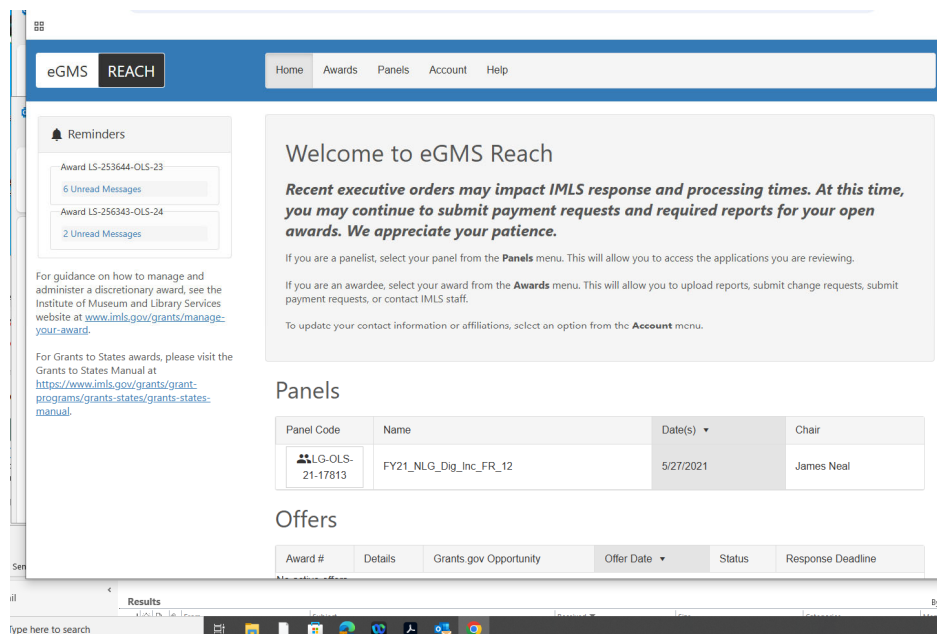 eGMS REACH
Home Awards Panels Account Help
Reminders
Award LS-253644-OLS-23
6 Unread Messages
Award LS-256343-OLS-24
2 Unread Messages
For guidance on how to manage and
administer a discretionary award, see the
Institute of Museum and Library Services
website at www.imls.gov/grants/manage-
your-award.
For Grants to States awards, please visit the
Grants to States Manual at
https://www.imls.gov/grants/grant-
programs/grants-states/grants-states-
manual.
Welcome to eGMS Reach
Recent executive orders may impact IMLS response and processing times. At this time,
you may continue to submit payment requests and required reports for your open
awards. We appreciate your patience.
If you are a panelist, select your panel from the Panels menu. This will allow you to access the applications you are reviewing.
If you are an awardee, select your award from the Awards menu. This will allow you to upload reports, submit change requests, submit
payment requests, or contact IMLS staff.
To update your contact information or affiliations, select an option from the Account menu.
Panels
Panel Code Name Date(s) Chair
LG-OLS-
21-17813 FY21_NLG_Dig_Inc_FR_12 5/27/2021 James Neal
Offers
Award # Details Grants.gov Opportunity Offer Date Status Response Deadline
Sen
Results
Type here to search